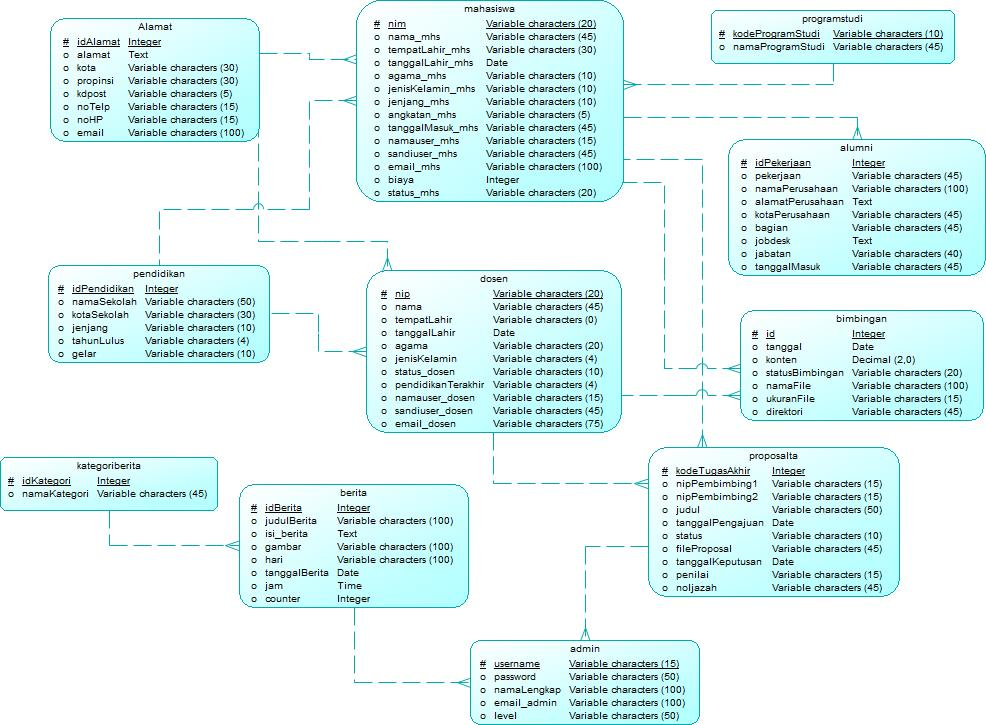 Alamat
# idAlamat Integer
o alamat Text
o kota Variable characters (30)
o propinsi Variable characters (30)
o kdpost Variable characters (5)
o noTelp Variable characters (15)
o noHP Variable characters (15)
o email Variable characters (100)
mahasiswa
# nim Variable characters (20)
o nama_mhs Variable characters (45)
o tempatLahir_mhs Variable characters (30)
o tanggalLahir_mhs Date
o agama_mhs Variable characters (10)
o jenisKelamin_mhs Variable characters (10)
o jenjang_mhs Variable characters (10)
o angkatan_mhs Variable characters (5)
o tanggalMasuk_mhs Variable characters (45)
o namauser_mhs Variable characters (15)
o sandiuser_mhs Variable characters (45)
o email_mhs Variable characters (100)
o biaya Integer
o status_mhs Variable characters (20)
programstudi
# kodeProgramStudi Variable characters (10)
o namaProgramStudi Variable characters (45)
alumni
# idPekerjaan Integer
o pekerjaan Variable characters (45)
o namaPerusahaan Variable characters (100)
o alamatPerusahaan Text
o kotaPerusahaan Variable characters (45)
o bagian Variable characters (45)
o jobdesk Text
o jabatan Variable characters (40)
o tanggalMasuk Variable characters (45)
pendidikan
# idPendidikan Integer
o namaSekolah Variable characters (50)
o kotaSekolah Variable characters (30)
o jenjang Variable characters (10)
o tahunLulus Variable characters (4)
o gelar Variable characters (10)
dosen
# nip Variable characters (20)
o nama Variable characters (45)
o tempatLahir Variable characters (0)
o tanggalLahir Date
o agama Variable characters (20)
o jenisKelamin Variable characters (4)
o status_dosen Variable characters (10)
o pendidikanTerakhir Variable characters (4)
o namauser_dosen Variable characters (15)
o sandiuser_dosen Variable characters (45)
o email_dosen Variable characters (75)
bimbingan
# id Integer
o tanggal Date
o konten Decimal (2,0)
o statusBimbingan Variable characters (20)
o namaFile Variable characters (100)
o ukuranFile Variable characters (15)
o direktori Variable characters (45)
kategoriberita
# idKategori Integer
o namaKategori Variable characters (45)
berita
# idBerita Integer
o judulBerita Variable characters (100)
o isi_berita Text
o gambar Variable characters (100)
o hari Variable characters (100)
o tanggalBerita Date
o jam Time
o counter Integer
proposalta
# kodeTugasAkhir Integer
o nipPembimbing1 Variable characters (15)
o nipPembimbing2 Variable characters (15)
o judul Variable characters (50)
o tanggalPengajuan Date
o status Variable characters (10)
o fileProposal Variable characters (45)
o tanggalKeputusan Date
o penilai Variable characters (15)
o noIjazah Variable characters (45)
admin
# username Variable characters (15)
o password Variable characters (50)
o namaLengkap Variable characters (100)
o email_admin Variable characters (100)
o level Variable characters (50)